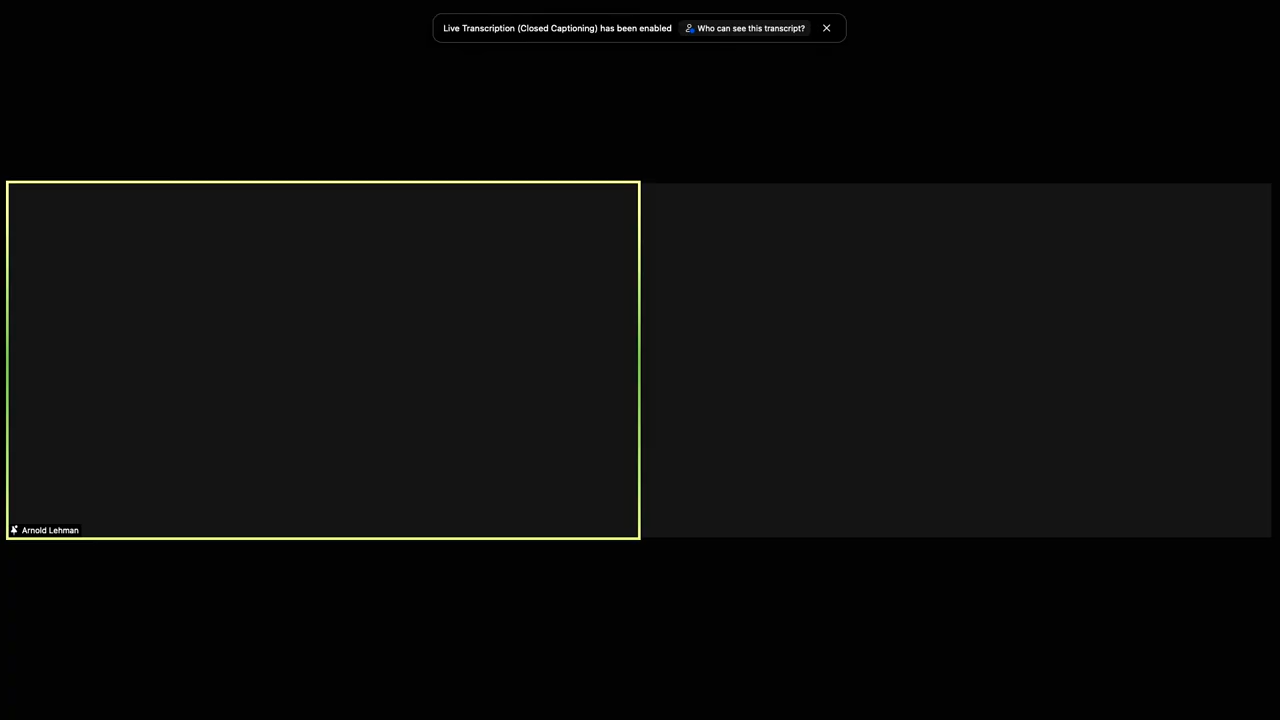 Live Transcription (Closed Captioning) has been enabled
Who can see this transcript?
Arnold Lehman